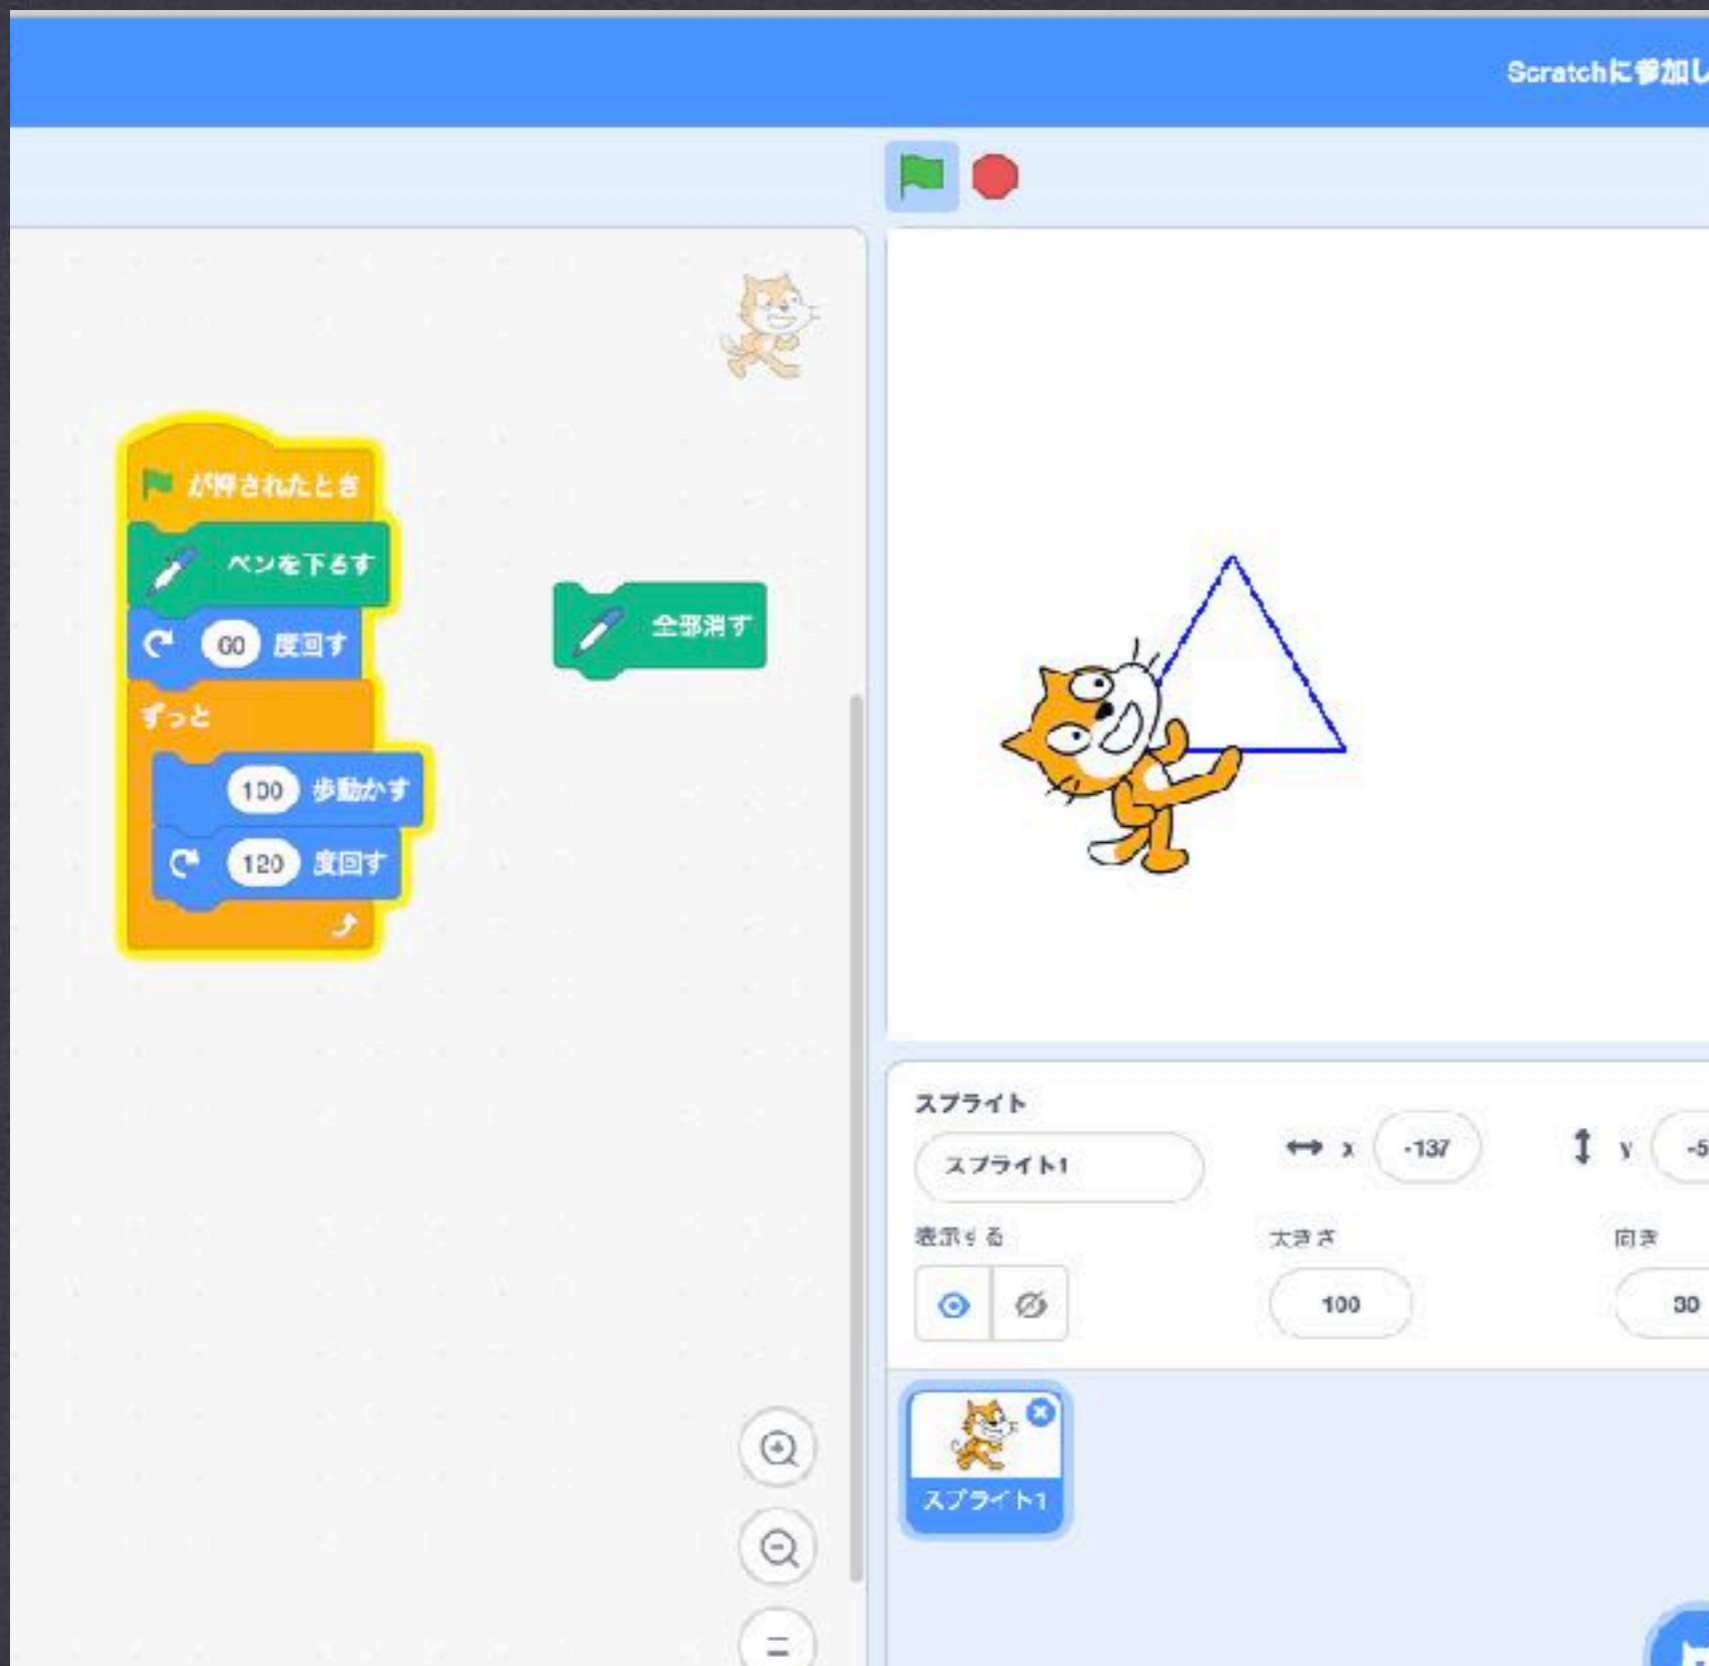 Scratchに参加し
が押されたとき
ペンを下ろす
60 度回す
ずっと
100 歩動かす
120 度回す
全部消す
スプライト
スプライト1
x -137
y -5
表示する
大きさ 100
向き 30
スプライト1